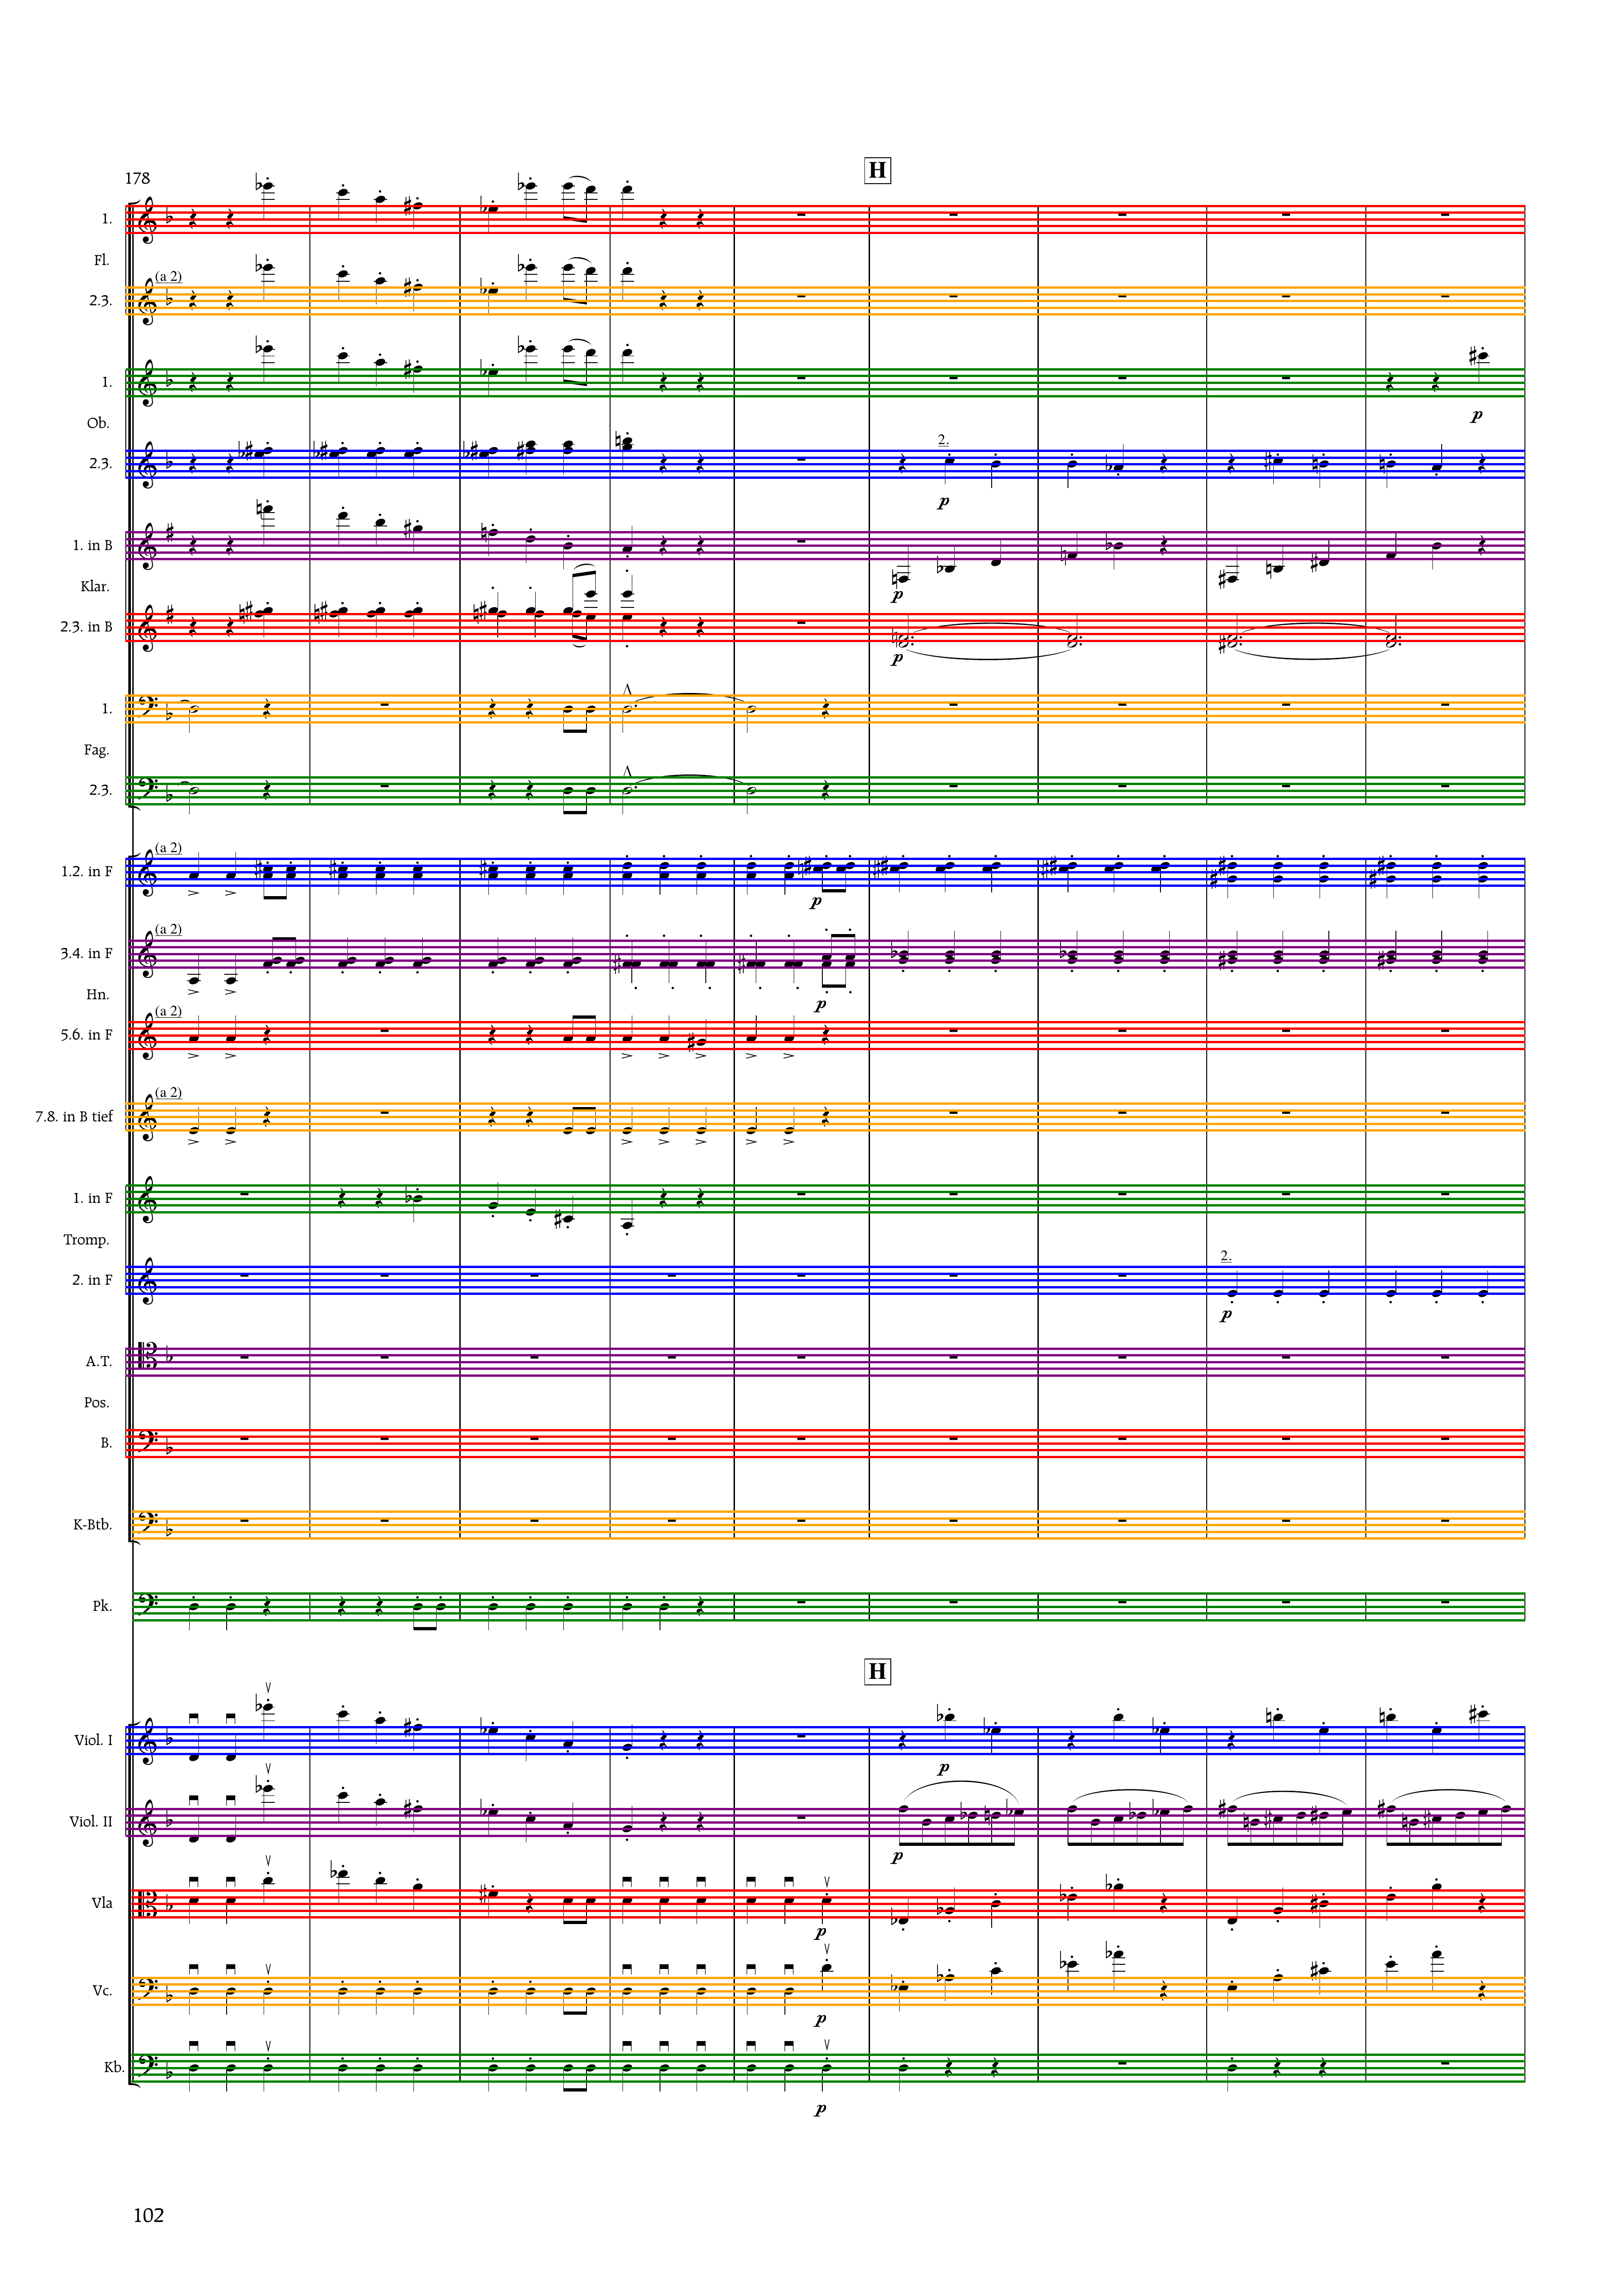 H
178
1.
Fl.
(a 2)
2.3.
1.
p
Ob.
2.
2.3.
p
1. in B
Klar.
p
2.3. in B
p
1.
Fag.
2.3.
(a 2)
1.2. in F
p
(a 2)
3.4. in F
Hn.
p
(a 2)
5.6. in F
(a 2)
7.8. in B tief
1. in F
Tromp.
2.
2. in F
p
A.T.
Pos.
B.
K-Btb.
Pk.
H
Viol. I
p
Viol. II
p
Vla
p
Vc.
p
Kb.
p
102